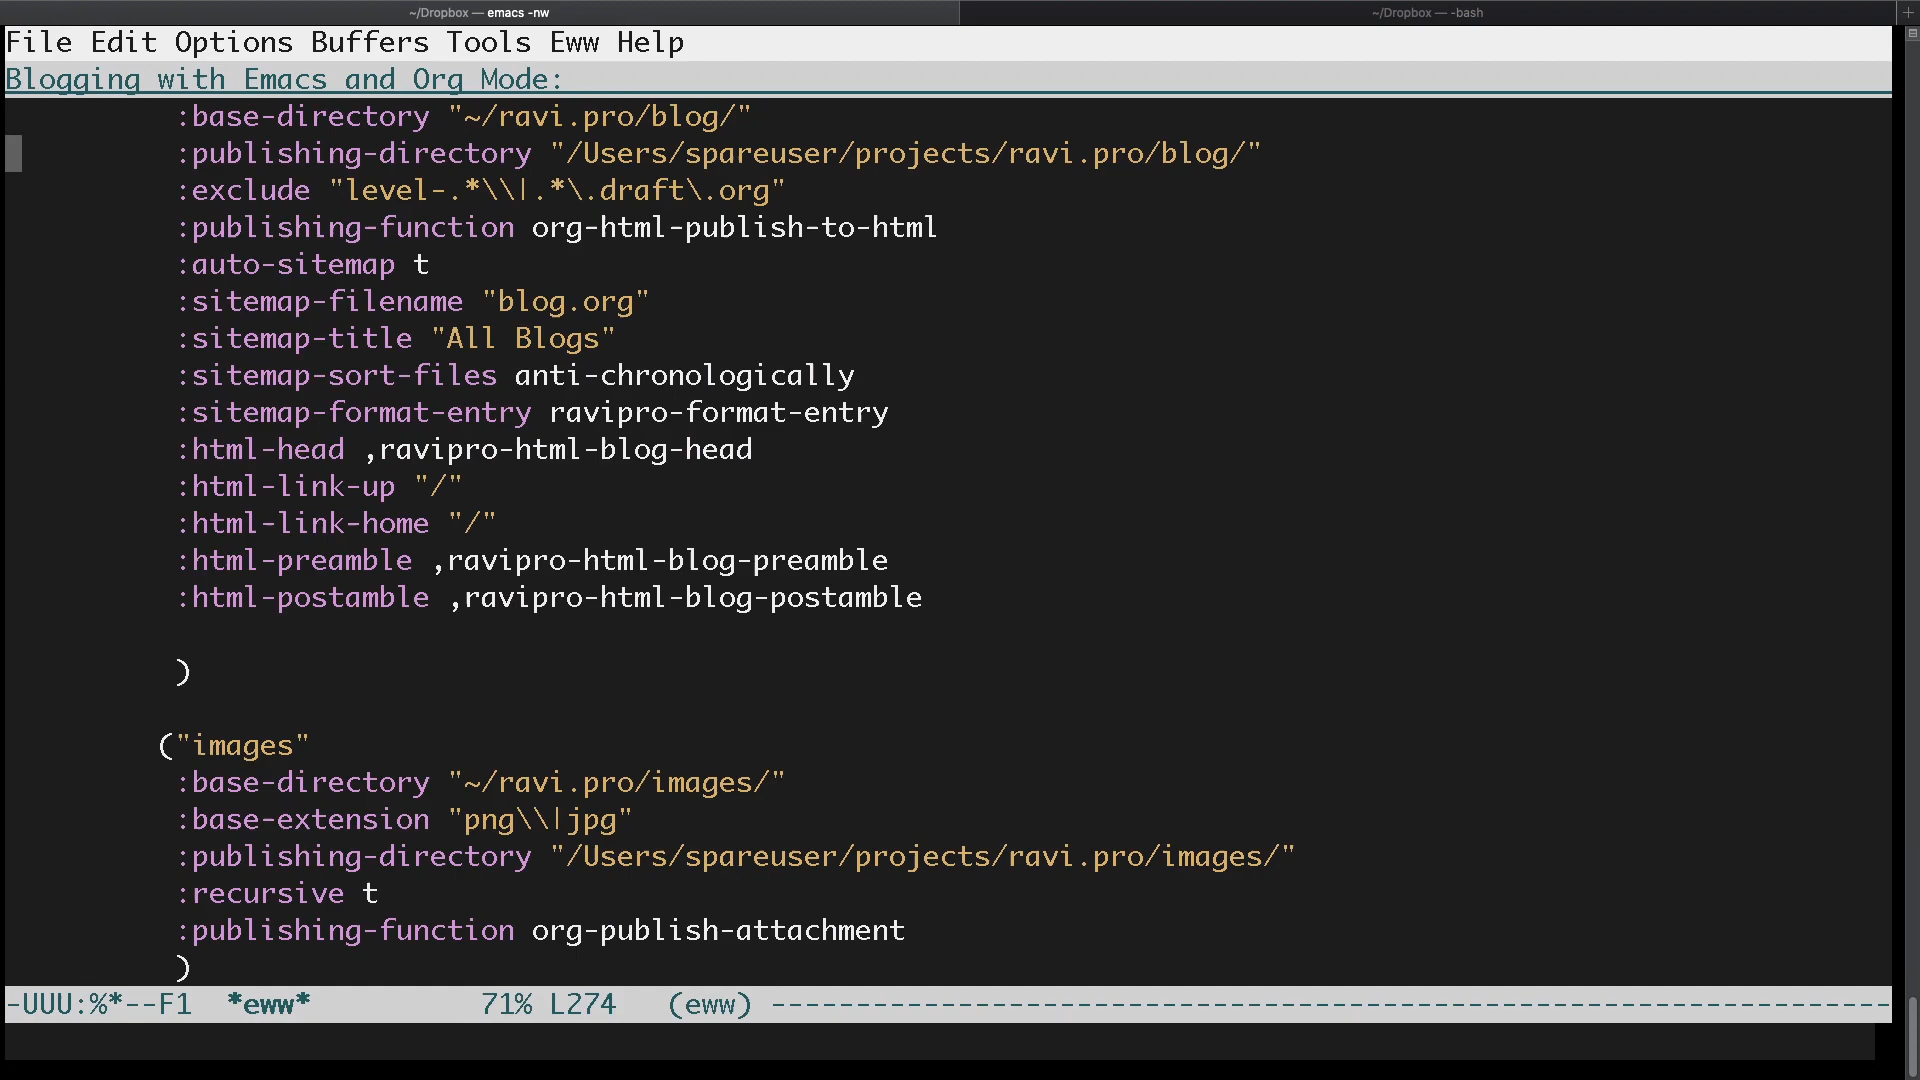 ~/Dropbox — emacs -nw
~/Dropbox — -bash
+
File Edit Options Buffers Tools Eww Help
Blogging with Emacs and Org Mode:
:base-directory "~/ravi.pro/blog/"
:publishing-directory "/Users/spareuser/projects/ravi.pro/blog/"
:exclude "level-.*\\|.*\.draft\.org"
:publishing-function org-html-publish-to-html
:auto-sitemap t
:sitemap-filename "blog.org"
:sitemap-title "All Blogs"
:sitemap-sort-files anti-chronologically
:sitemap-format-entry ravipro-format-entry
:html-head ,ravipro-html-blog-head
:html-link-up "/"
:html-link-home "/"
:html-preamble ,ravipro-html-blog-preamble
:html-postamble ,ravipro-html-blog-postamble
)
("images"
:base-directory "~/ravi.pro/images/"
:base-extension "png\\|jpg"
:publishing-directory "/Users/spareuser/projects/ravi.pro/images/"
:recursive t
:publishing-function org-publish-attachment
)
-UUU:%*--F1 *eww* 71% L274 (eww) ------------------------------------------------------------------